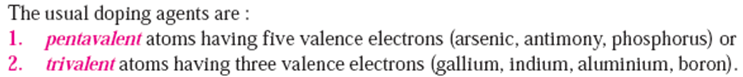 The usual doping agents are :
1. pentavalent atoms having five valence electrons (arsenic, antimony, phosphorus) or
2. trivalent atoms having three valence electrons (gallium, indium, aluminium, boron).